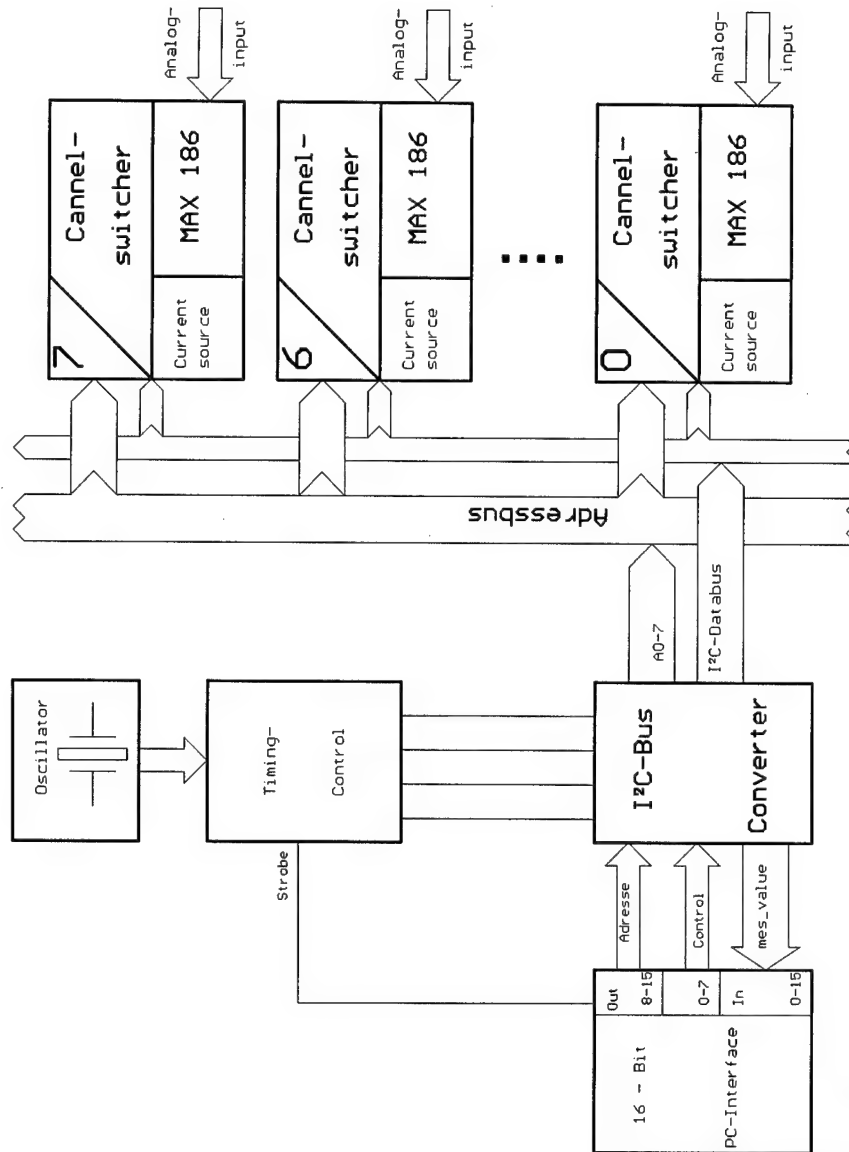 Oscillator
Timing-
Control
Strobe
16 - Bit
PC-Interface
Out
8-15
0-7
In
0-15
Adresse
Control
mes_value
I²C-Bus
Converter
A0-7
I²C-Databus
Adressbus
7
Cannel-
switcher
Current
source
MAX 186
Analog-
input
6
Cannel-
switcher
Current
source
MAX 186
Analog-
input
0
Cannel-
switcher
Current
source
MAX 186
Analog-
input